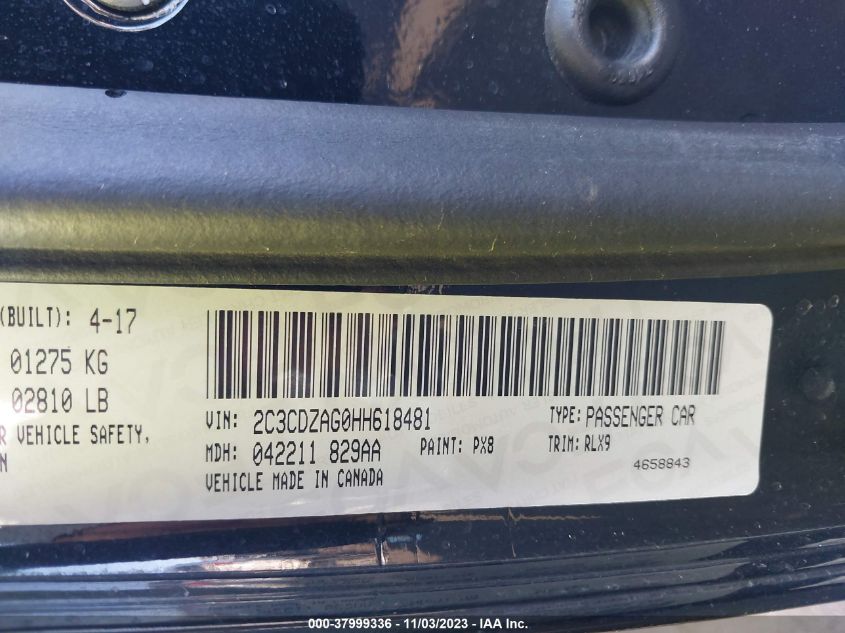 (BUILT): 4-17
01275 KG
02810 LB
VEHICLE SAFETY,
VIN: 2C3CDZAG0HH618481
TYPE: PASSENGER CAR
MDH: 042211 829AA
PAINT: PX8
TRIM: RLX9
VEHICLE MADE IN CANADA
4658843
000-37999336 - 11/03/2023 - IAA Inc.